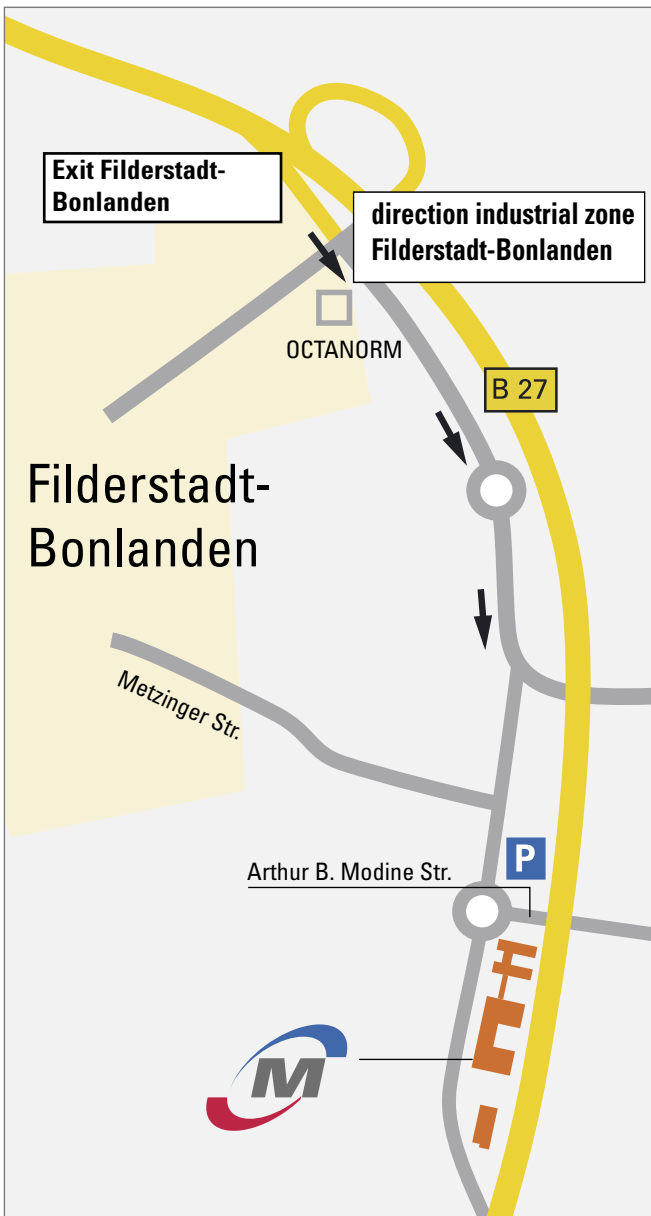 Exit Filderstadt-
Bonlanden
direction industrial zone
Filderstadt-Bonlanden
OCTANORM
B 27
Filderstadt-
Bonlanden
Metzinger Str.
P
Arthur B. Modine Str.
M